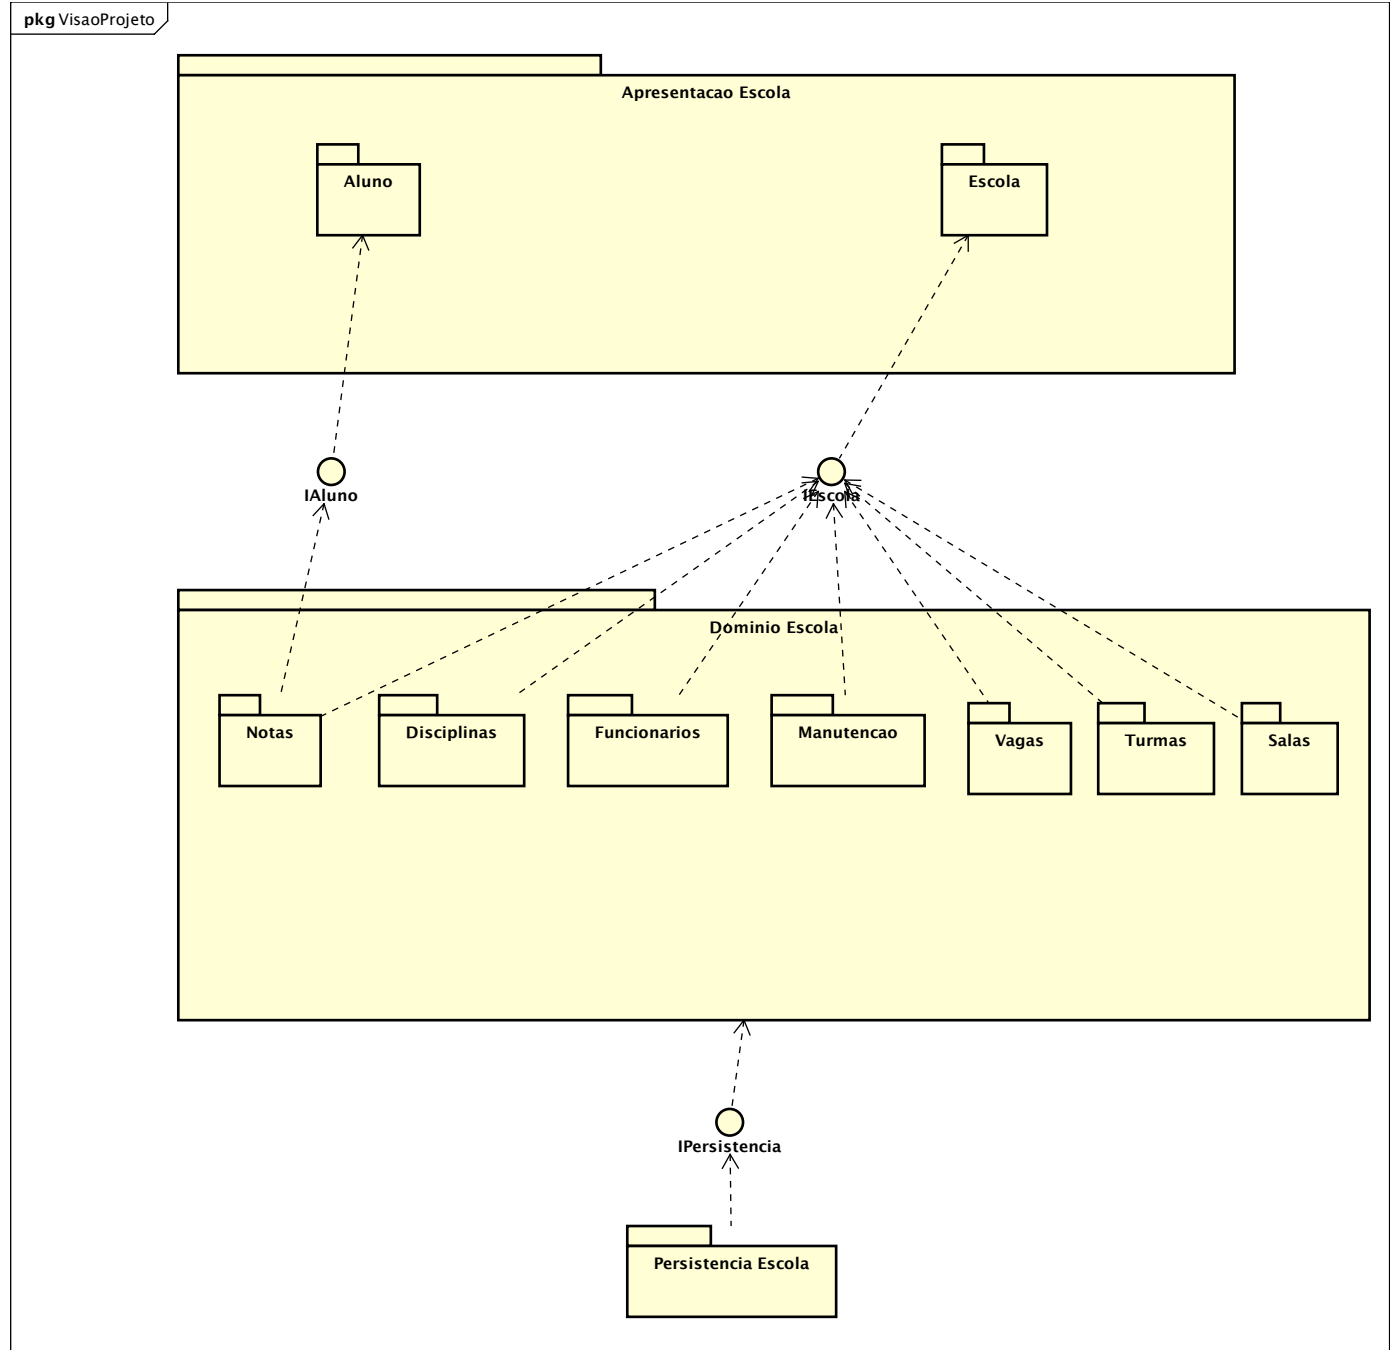 pkg VisaoProjeto
Apresentacao Escola
Aluno
Escola
IAluno
IEscola
Dominio Escola
Notas
Disciplinas
Funcionarios
Manutencao
Vagas
Turmas
Salas
IPersistencia
Persistencia Escola